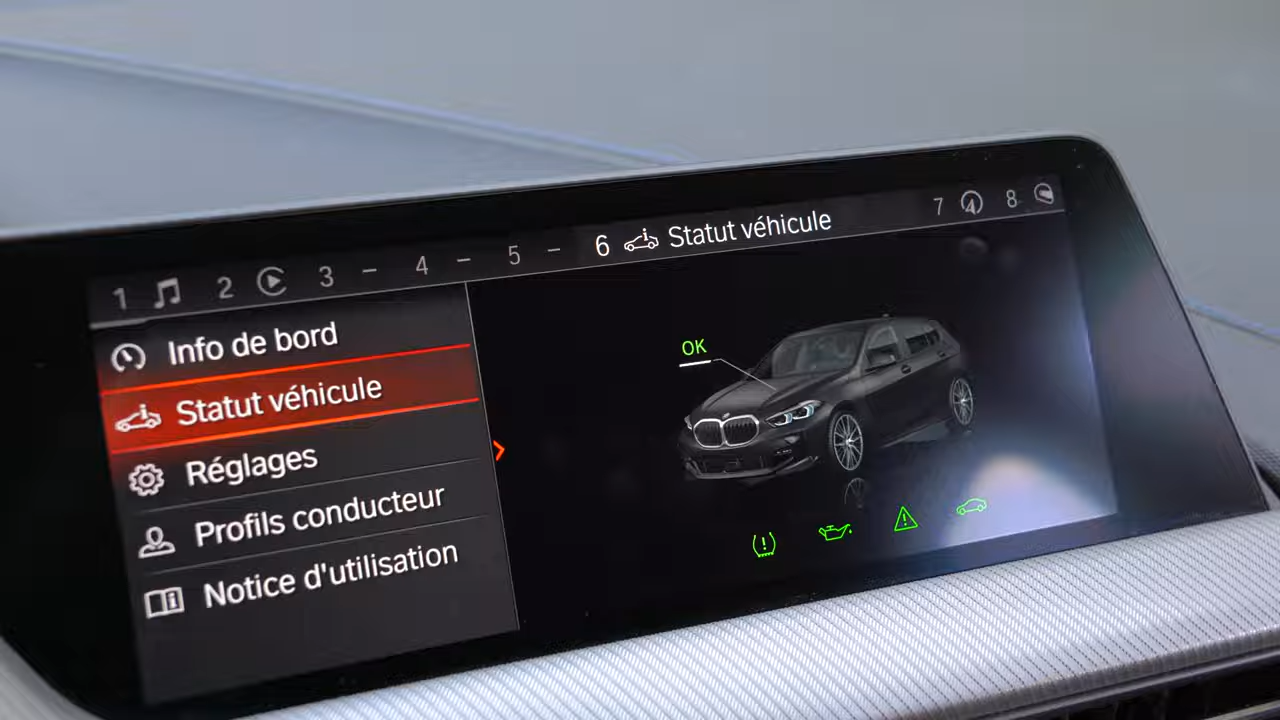 1 2 3 - 4 - 5 - 6 Statut véhicule 7 8
Info de bord
Statut véhicule
Réglages
Profils conducteur
Notice d'utilisation
OK